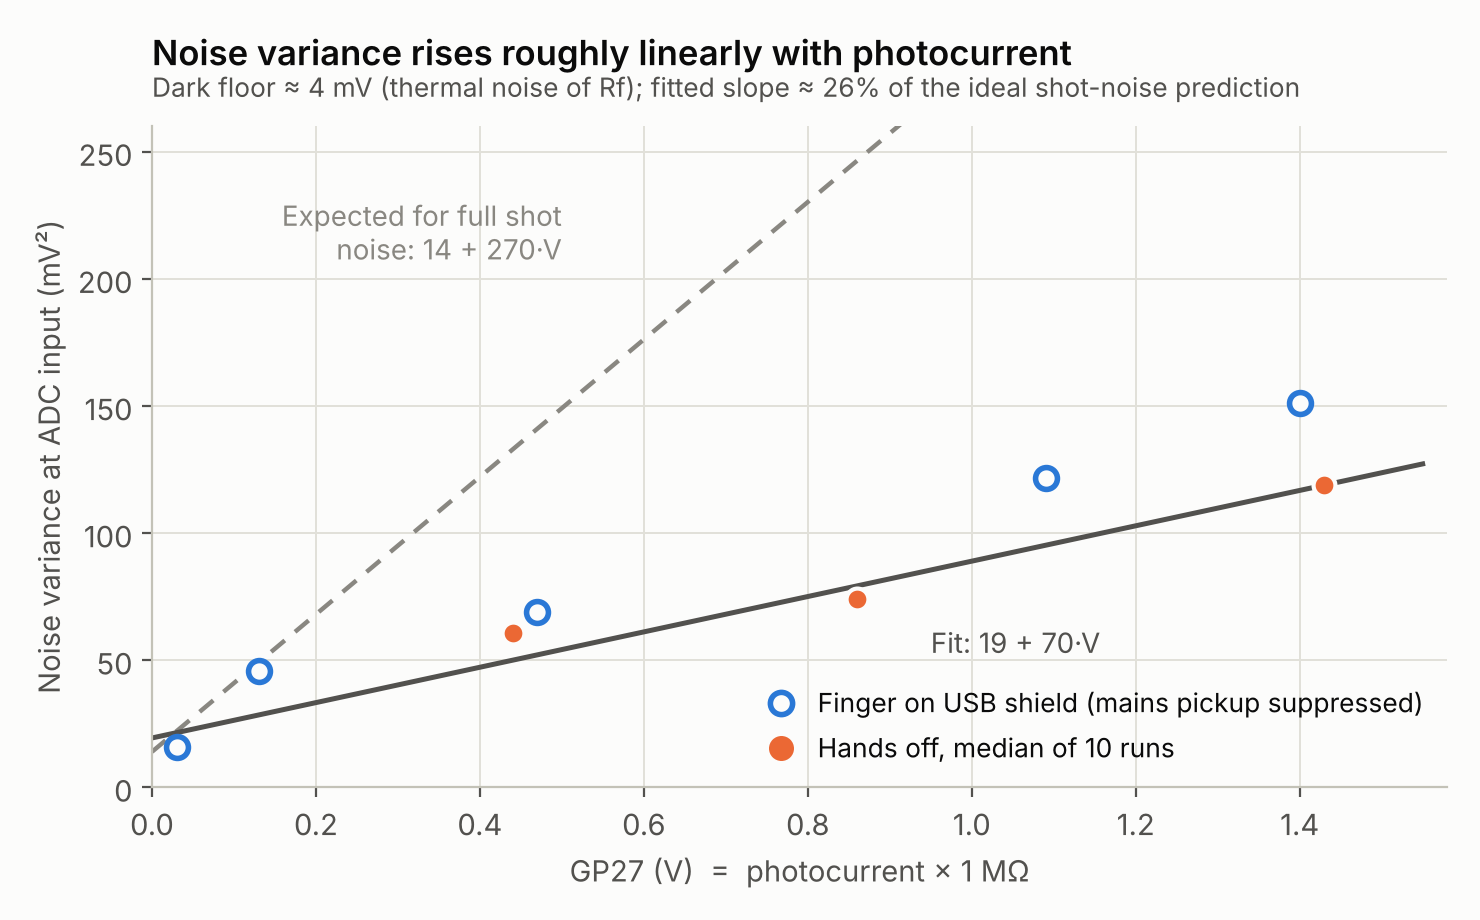 Noise variance rises roughly linearly with photocurrent
Dark floor ≈ 4 mV (thermal noise of Rf); fitted slope ≈ 26% of the ideal shot-noise prediction
Noise variance at ADC input (mV²)
250
200
150
100
50
0
Expected for full shot
noise: 14 + 270·V
Fit: 19 + 70·V
Finger on USB shield (mains pickup suppressed)
Hands off, median of 10 runs
0.0 0.2 0.4 0.6 0.8 1.0 1.2 1.4
GP27 (V) = photocurrent × 1 MΩ